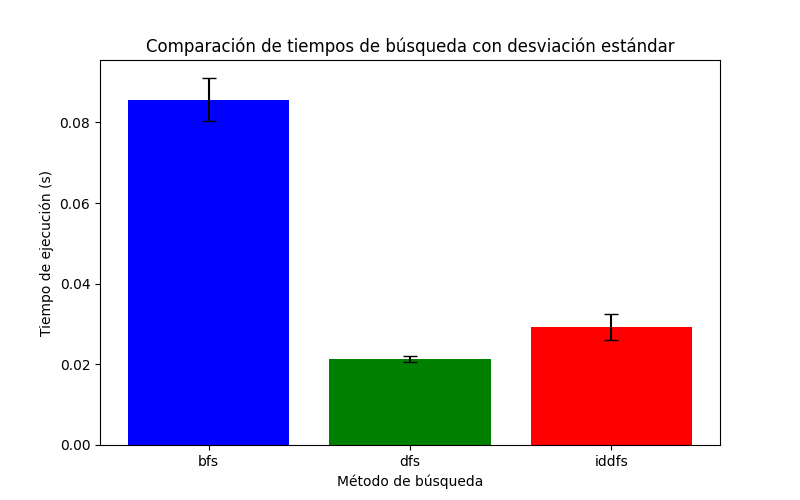 Comparación de tiempos de búsqueda con desviación estándar
Tiempo de ejecución (s)
0.08
0.06
0.04
0.02
0.00
bfs
dfs
iddfs
Método de búsqueda